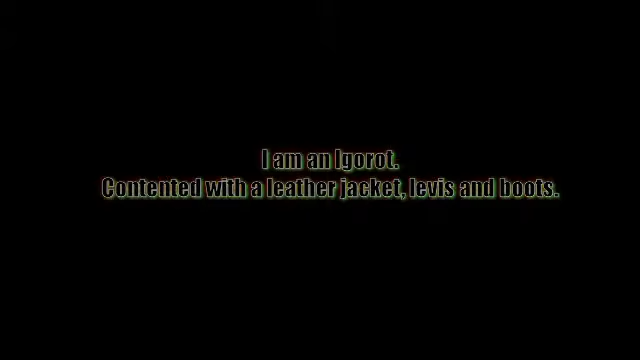 I am an Igorot.
Contented with a leather jacket, levis and boots.